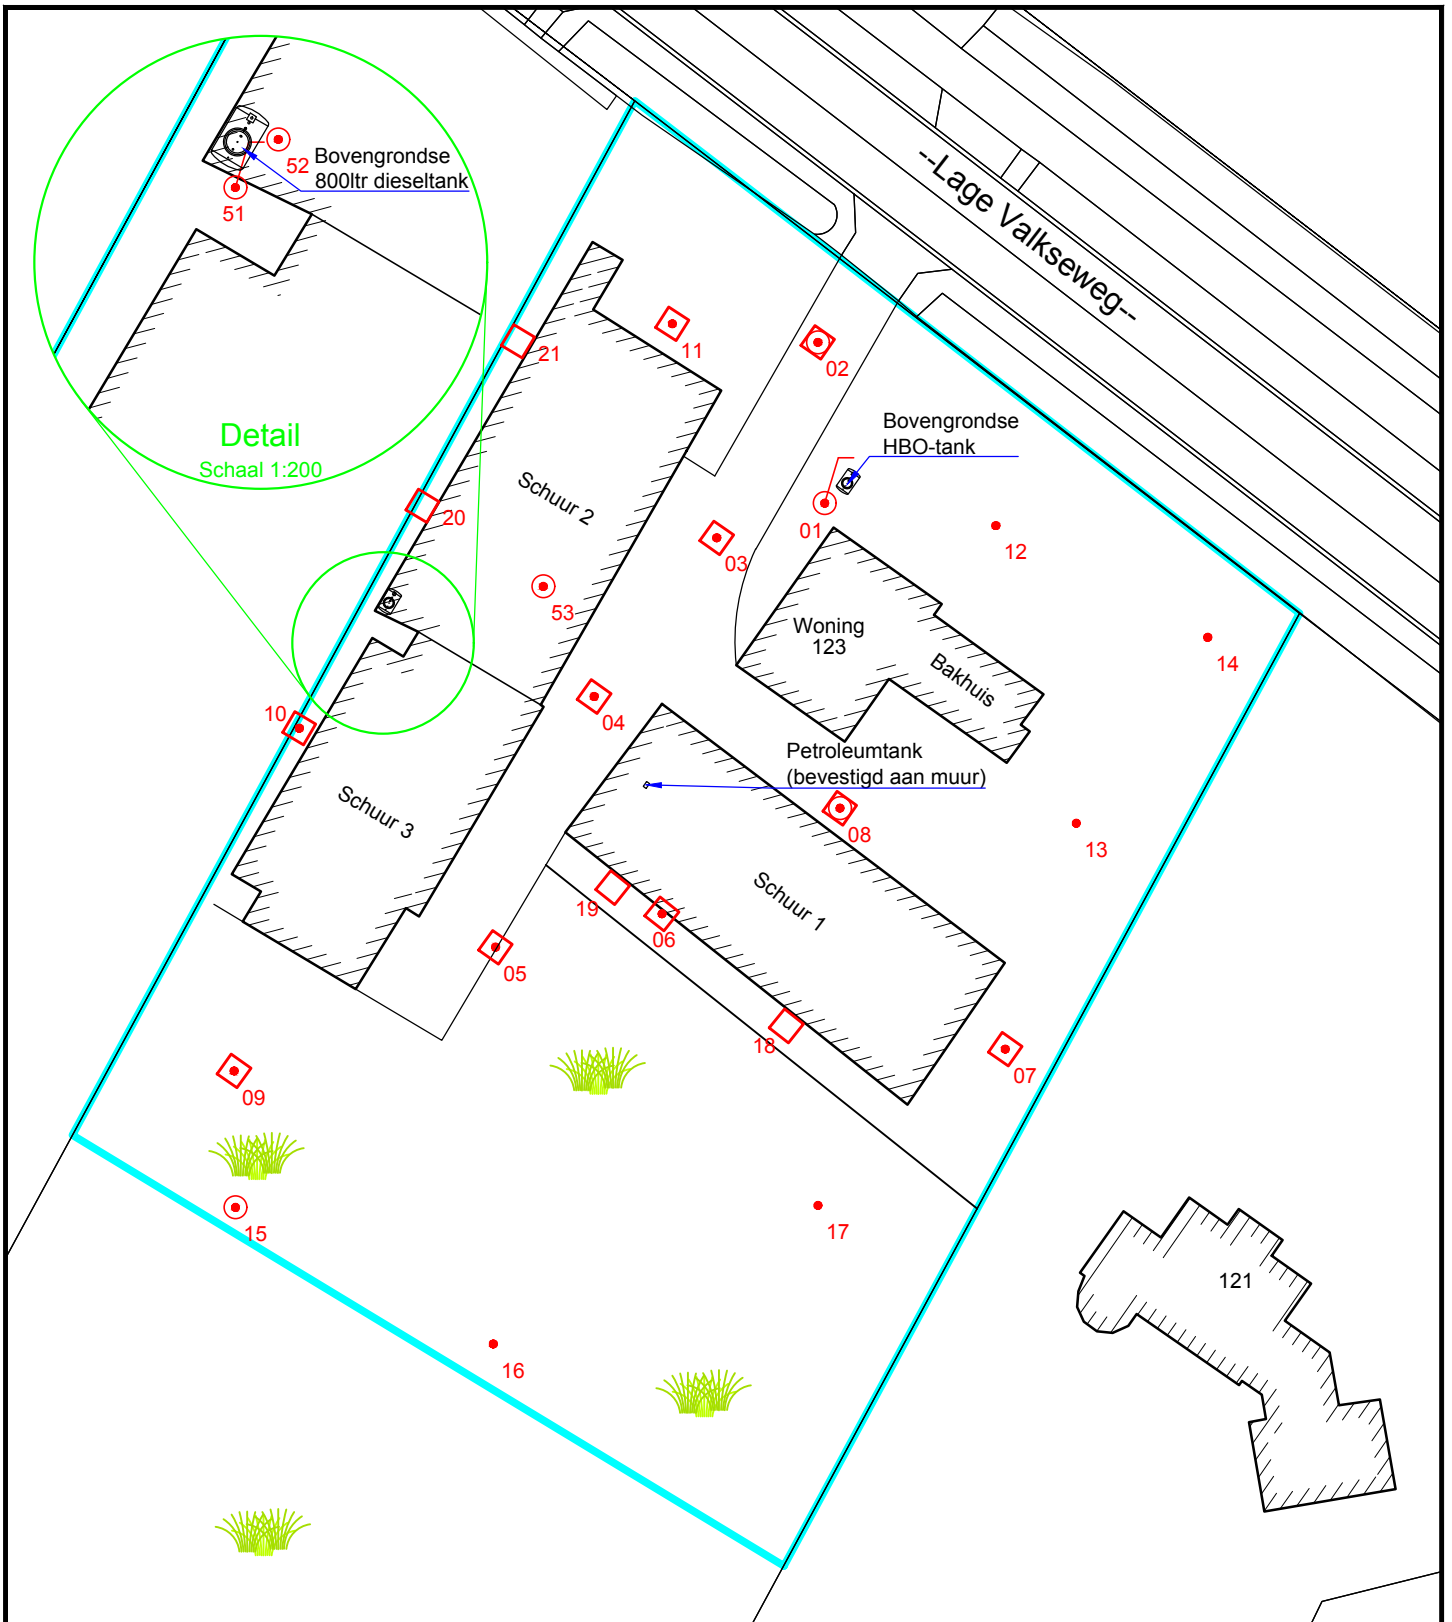 --Lage Valkseweg--
52
Bovengrondse
800ltr dieseltank
51
Detail
Schaal 1:200
21
11
02
Bovengrondse
HBO-tank
Schuur 2
20
01
03
12
53
Woning
123
Bakhuis
14
10
04
Petroleumtank
(bevestigd aan muur)
Schuur 3
08
13
Schuur 1
19
06
05
18
07
09
15
17
121
16